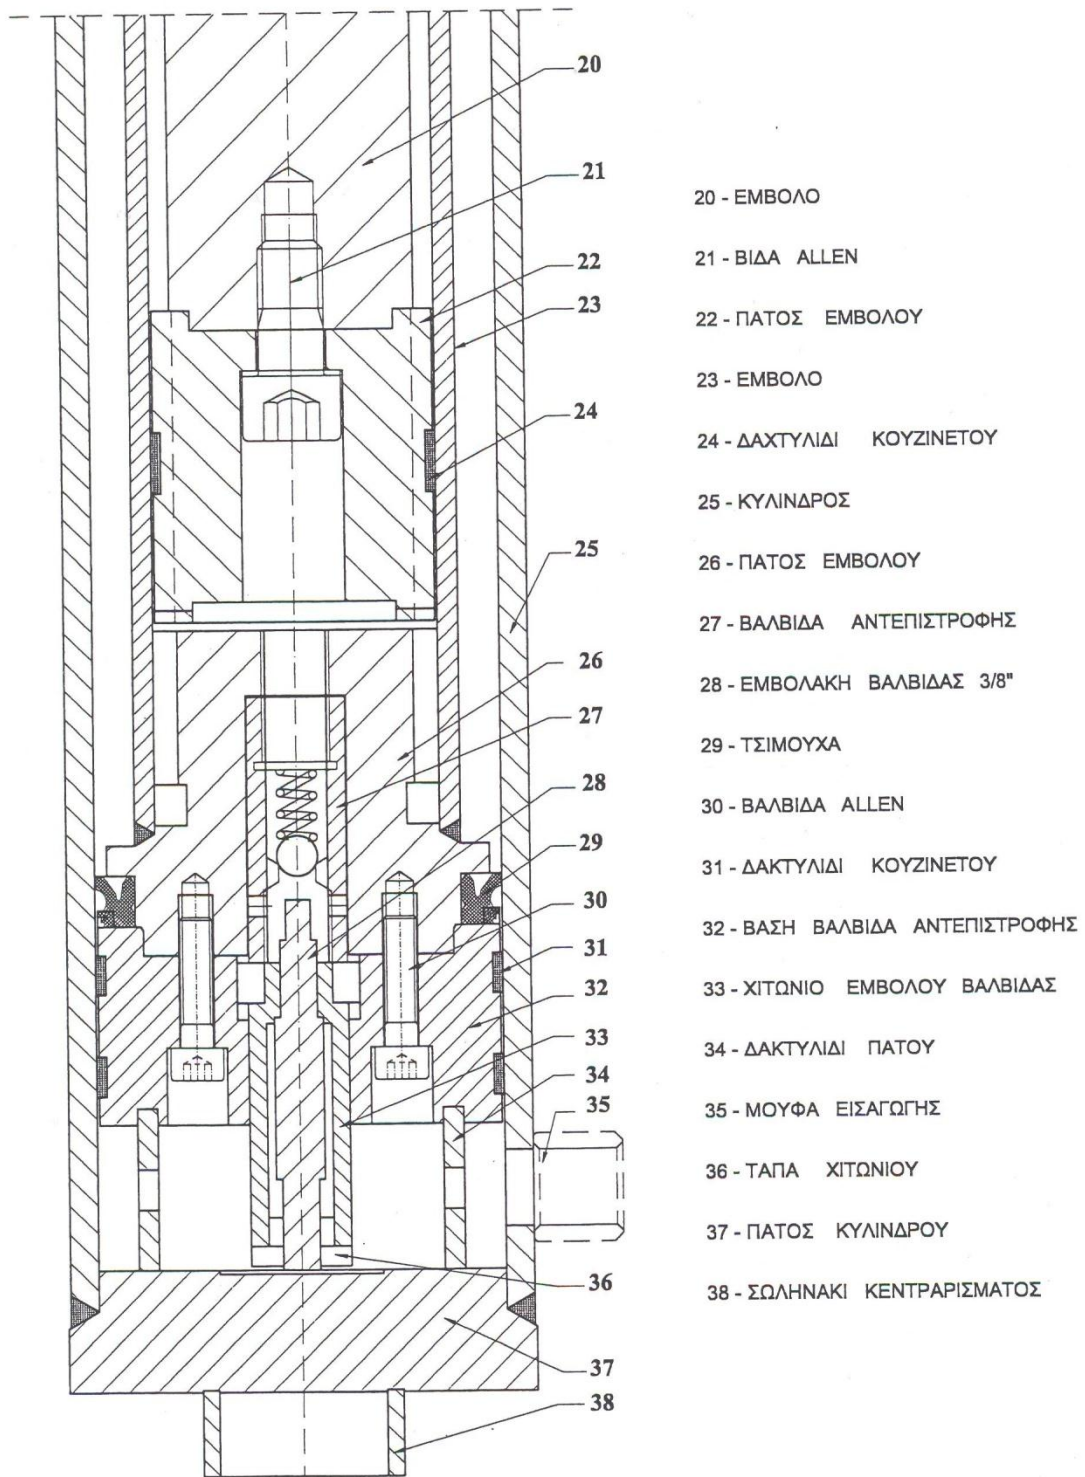 20
21
22
23
24
25
26
27
28
29
30
31
32
33
34
35
36
37
38
20 - ΕΜΒΟΛΟ
21 - ΒΙΔΑ ALLEN
22 - ΠΑΤΟΣ ΕΜΒΟΛΟΥ
23 - ΕΜΒΟΛΟ
24 - ΔΑΧΤΥΛΙΔΙ ΚΟΥΖΙΝΕΤΟΥ
25 - ΚΥΛΙΝΔΡΟΣ
26 - ΠΑΤΟΣ ΕΜΒΟΛΟΥ
27 - ΒΑΛΒΙΔΑ ΑΝΤΕΠΙΣΤΡΟΦΗΣ
28 - ΕΜΒΟΛΑΚΗ ΒΑΛΒΙΔΑΣ 3/8"
29 - ΤΣΙΜΟΥΧΑ
30 - ΒΑΛΒΙΔΑ ALLEN
31 - ΔΑΚΤΥΛΙΔΙ ΚΟΥΖΙΝΕΤΟΥ
32 - ΒΑΣΗ ΒΑΛΒΙΔΑ ΑΝΤΕΠΙΣΤΡΟΦΗΣ
33 - ΧΙΤΩΝΙΟ ΕΜΒΟΛΟΥ ΒΑΛΒΙΔΑΣ
34 - ΔΑΚΤΥΛΙΔΙ ΠΑΤΟΥ
35 - ΜΟΥΦΑ ΕΙΣΑΓΩΓΗΣ
36 - ΤΑΠΑ ΧΙΤΩΝΙΟΥ
37 - ΠΑΤΟΣ ΚΥΛΙΝΔΡΟΥ
38 - ΣΩΛΗΝΑΚΙ ΚΕΝΤΡΑΡΙΣΜΑΤΟΣ